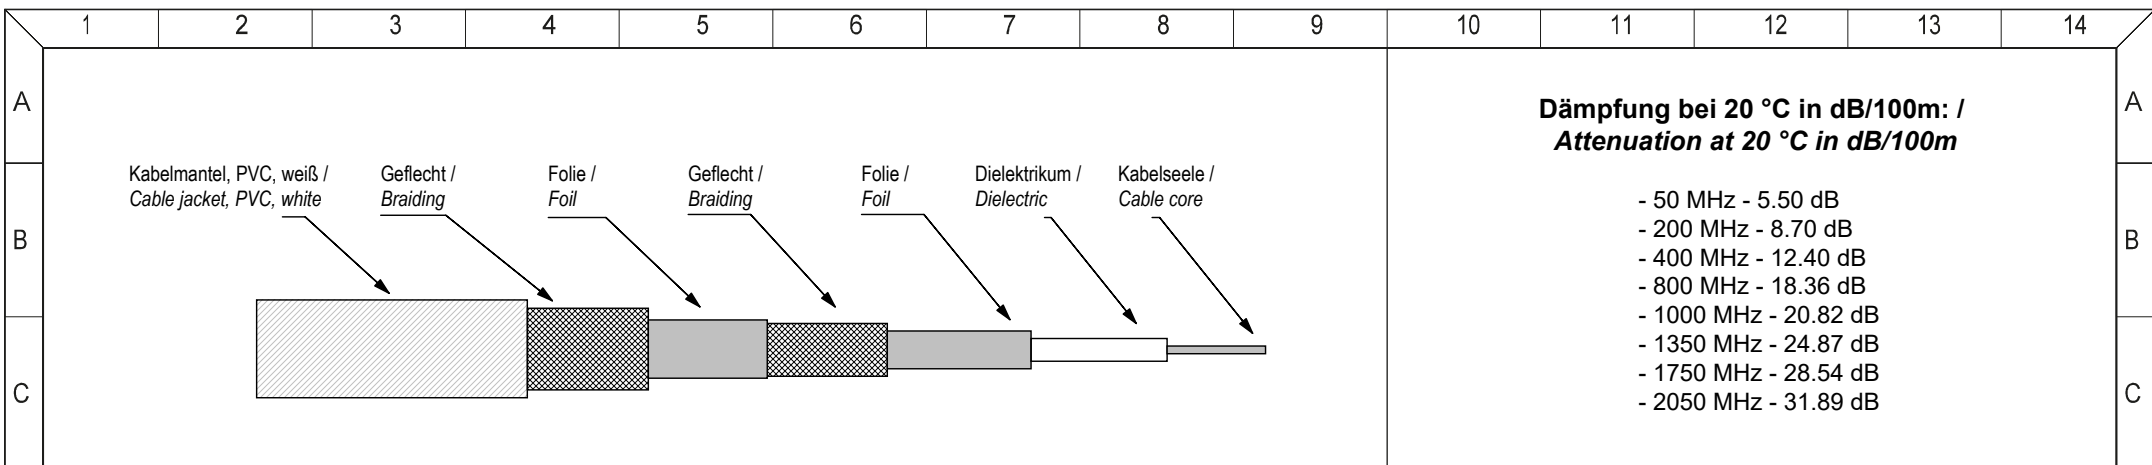 1 2 3 4 5 6 7 8 9 10 11 12 13 14
A A
Dämpfung bei 20 °C in dB/100m: /
Attenuation at 20 °C in dB/100m
Kabelmantel, PVC, weiß /
Cable jacket, PVC, white
Geflecht /
Braiding
Folie /
Foil
Geflecht /
Braiding
Folie /
Foil
Dielektrikum /
Dielectric
Kabelseele /
Cable core
B B
- 50 MHz - 5.50 dB
- 200 MHz - 8.70 dB
- 400 MHz - 12.40 dB
- 800 MHz - 18.36 dB
- 1000 MHz - 20.82 dB
- 1350 MHz - 24.87 dB
- 1750 MHz - 28.54 dB
- 2050 MHz - 31.89 dB
C C